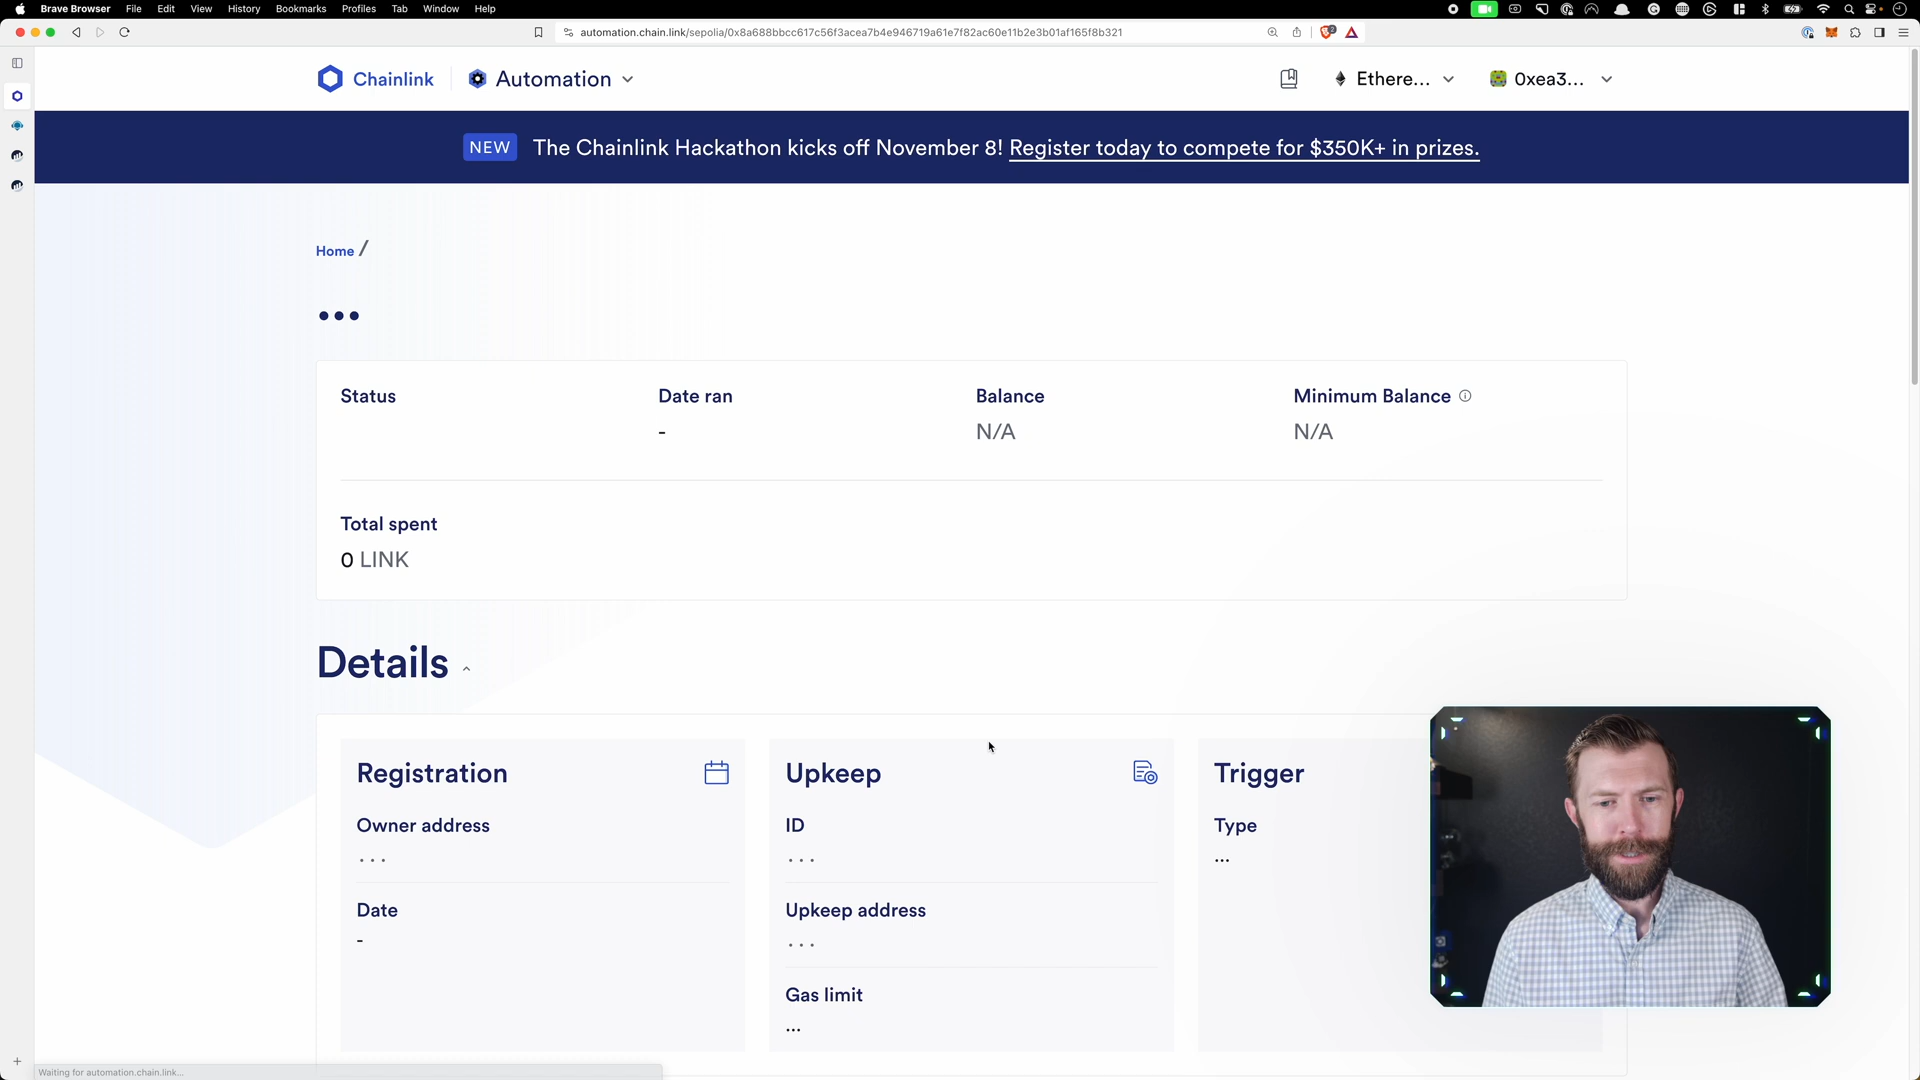 Brave Browser File Edit View History Bookmarks Profiles Tab Window Help
automation.chain.link/sepolia/0x8a688bbcc617c56f3acea7b4e946719a61e7f82ac60e11b2e3b01af165f8b321
Chainlink Automation Ethere... 0xea3...
NEW The Chainlink Hackathon kicks off November 8! Register today to compete for $350K+ in prizes.
Home /
•••
Status Date ran Balance Minimum Balance
- N/A N/A
Total spent
0 LINK
Details
Registration Upkeep Trigger
Owner address ID Type
... ... ...
Date Upkeep address
- ...
Gas limit
...
Waiting for automation.chain.link...